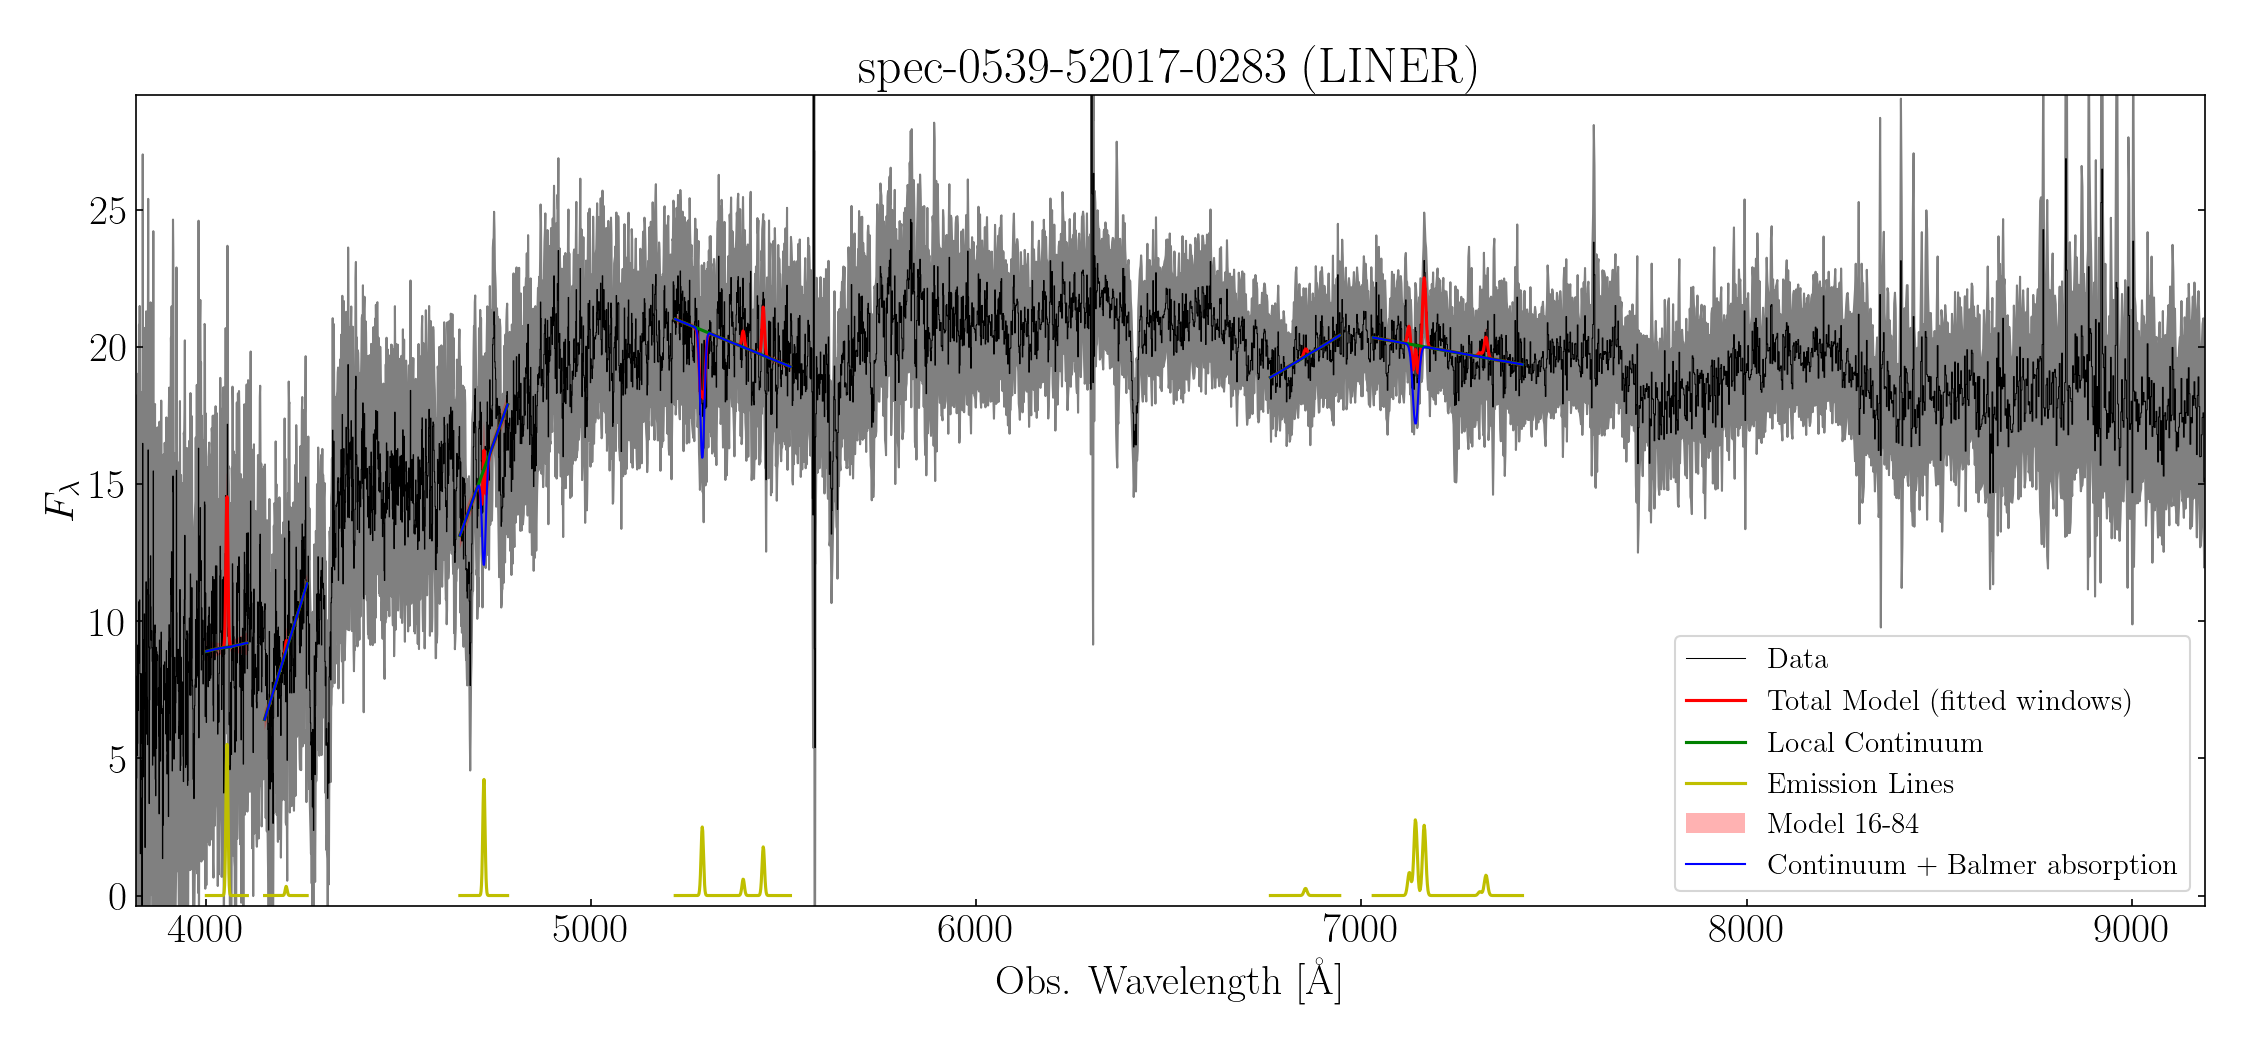 spec-0539-52017-0283 (LINER)
25
20
15
10
5
0
Fλ
4000 5000 6000 7000 8000 9000
Obs. Wavelength [Å]
Data
Total Model (fitted windows)
Local Continuum
Emission Lines
Model 16-84
Continuum + Balmer absorption